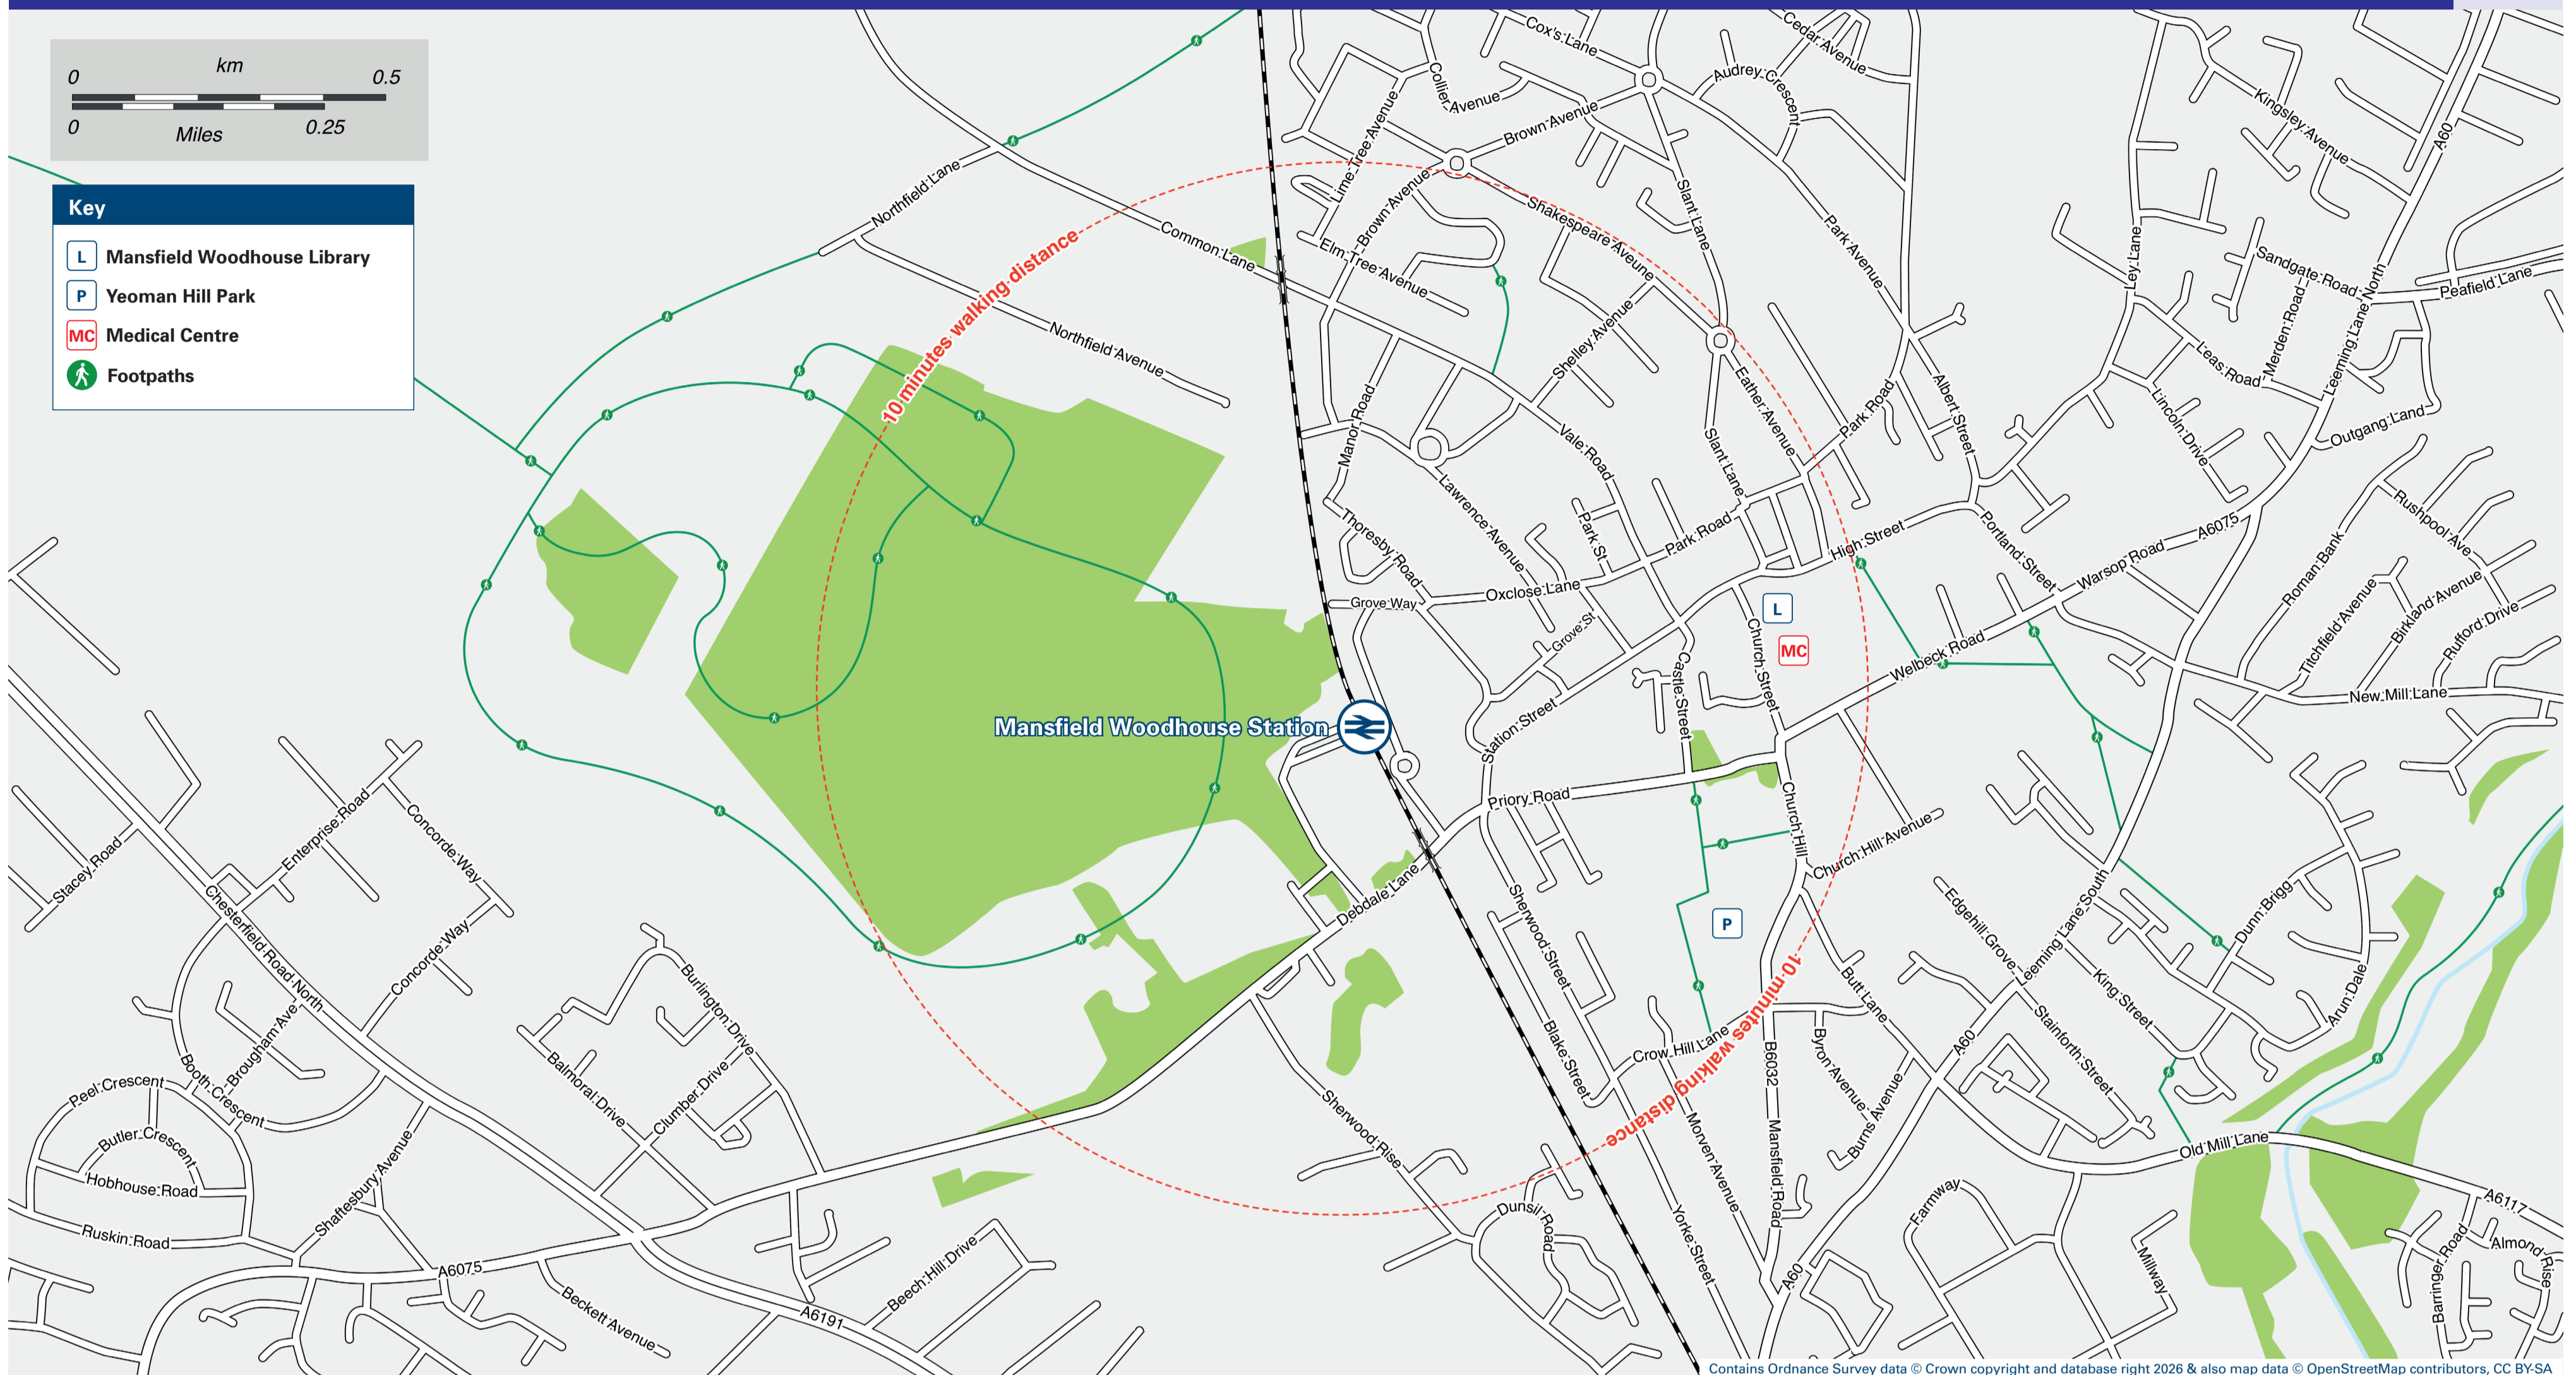 km
0 0.5
0 0.25
Miles
Key
L Mansfield Woodhouse Library
P Yeoman Hill Park
MC Medical Centre
Footpaths
Cox's Lane
Cedar Avenue
Collier Avenue
Audrey Crescent
Brown Avenue
Kingsley Avenue
A60
Lime Tree Avenue
Northfield Lane
Common Lane
Brown Avenue
Elm Tree Avenue
Shakespeare Aveune
Slant Lane
Park Avenue
Ley Lane
Sandgate Road
Peafield Lane
Merden Road
Leeming Lane North
Leas Road
10 minutes walking distance
Northfield Avenue
Shelley Avenue
Eather Avenue
Park Road
Albert Street
Lincoln Drive
Outgang Land
Manor Road
Vale Road
Slant Lane
Lawrence Avenue
Thoresby Road
Park St
Park Road
High Street
Portland Street
Warsop Road
A6075
Roman Bank
Rushpool Ave
Titchfield Avenue
Birkland Avenue
Rufford Drive
Grove Way
Oxclose Lane
Grove St
L
MC
Church Street
Castle Street
Welbeck Road
New Mill Lane
Mansfield Woodhouse Station
Station Street
Priory Road
Church Hill
Church Hill Avenue
Stacey Road
Enterprise Road
Concorde Way
Concorde Way
Chesterfield Road North
Debdale Lane
Sherwood Street
P
Edgehill Grove
Leeming Lane South
Dunn Brigg
King Street
Arun Dale
Butt Lane
10 minutes walking distance
Stainforth Street
Burlington Drive
Brougham Ave
Booth Crescent
Peel Crescent
Butler Crescent
Hobhouse Road
Ruskin Road
Shaftesbury Avenue
Balmoral Drive
Clumber Drive
Blake Street
Crow Hill Lane
B6032
Mansfield Road
Byron Avenue
Burns Avenue
A60
Sherwood Rise
Morven Avenue
Yorke Street
Dunsil Road
Old Mill Lane
A6117
Farmway
Millway
Barringer Road
Almond Rise
A6075
Beckett Avenue
A6191
Beech Hill Drive
A60
Contains Ordnance Survey data © Crown copyright and database right 2026 & also map data © OpenStreetMap contributors, CC BY-SA